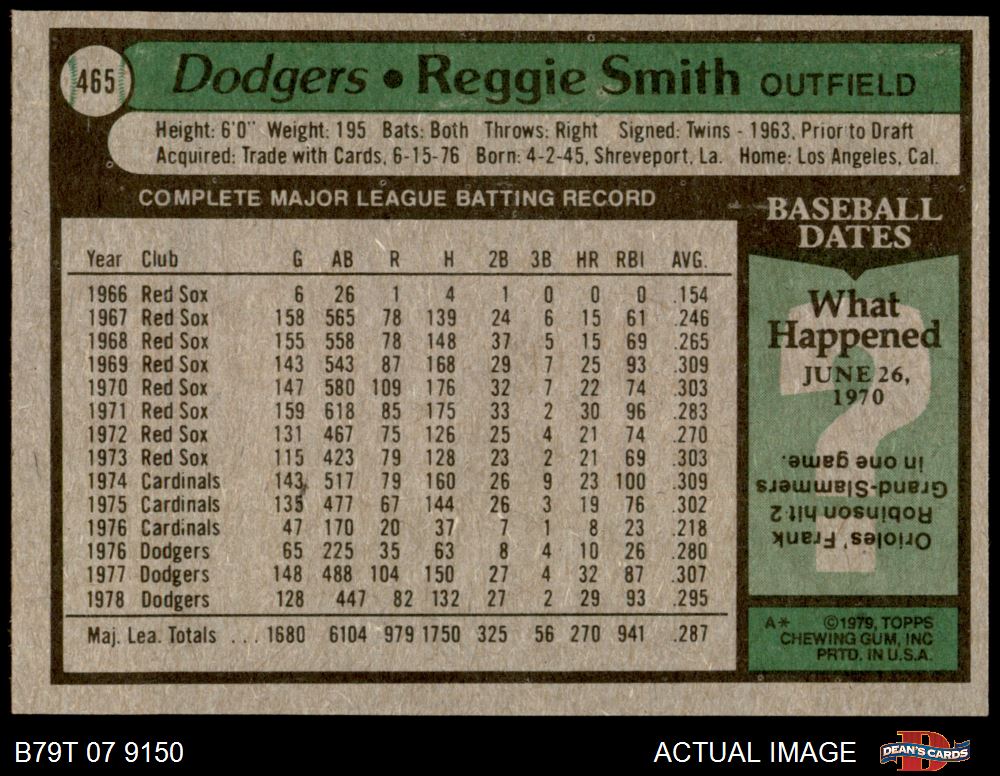 465
Dodgers • Reggie Smith OUTFIELD
Height: 6'0" Weight: 195 Bats: Both Throws: Right Signed: Twins - 1963, Prior to Draft
Acquired: Trade with Cards, 6-15-76 Born: 4-2-45, Shreveport, La. Home: Los Angeles, Cal.
COMPLETE MAJOR LEAGUE BATTING RECORD
Year Club G AB R H 2B 3B HR RBI AVG.
1966 Red Sox 6 26 1 4 1 0 0 0 .154
1967 Red Sox 158 565 78 139 24 6 15 61 .246
1968 Red Sox 155 558 78 148 37 5 15 69 .265
1969 Red Sox 143 543 87 168 29 7 25 93 .309
1970 Red Sox 147 580 109 176 32 7 22 74 .303
1971 Red Sox 159 618 85 175 33 2 30 96 .283
1972 Red Sox 131 467 75 126 25 4 21 74 .270
1973 Red Sox 115 423 79 128 23 2 21 69 .303
1974 Cardinals 143 517 79 160 26 9 23 100 .309
1975 Cardinals 135 477 67 144 26 3 19 76 .302
1976 Cardinals 47 170 20 37 7 1 8 23 .218
1976 Dodgers 65 225 35 63 8 4 10 26 .280
1977 Dodgers 148 488 104 150 27 4 32 87 .307
1978 Dodgers 128 447 82 132 27 2 29 93 .295
Maj. Lea. Totals ... 1680 6104 979 1750 325 56 270 941 .287
BASEBALL
DATES
What
Happened
JUNE 26,
1970
?
Orioles' Frank
Robinson hit 2
Grand-Slammers
in one game.
A* ©1979, TOPPS
CHEWING GUM, INC
PRTD. IN U.S.A.
B79T 07 9150
ACTUAL IMAGE
D
DEAN'S CARDS